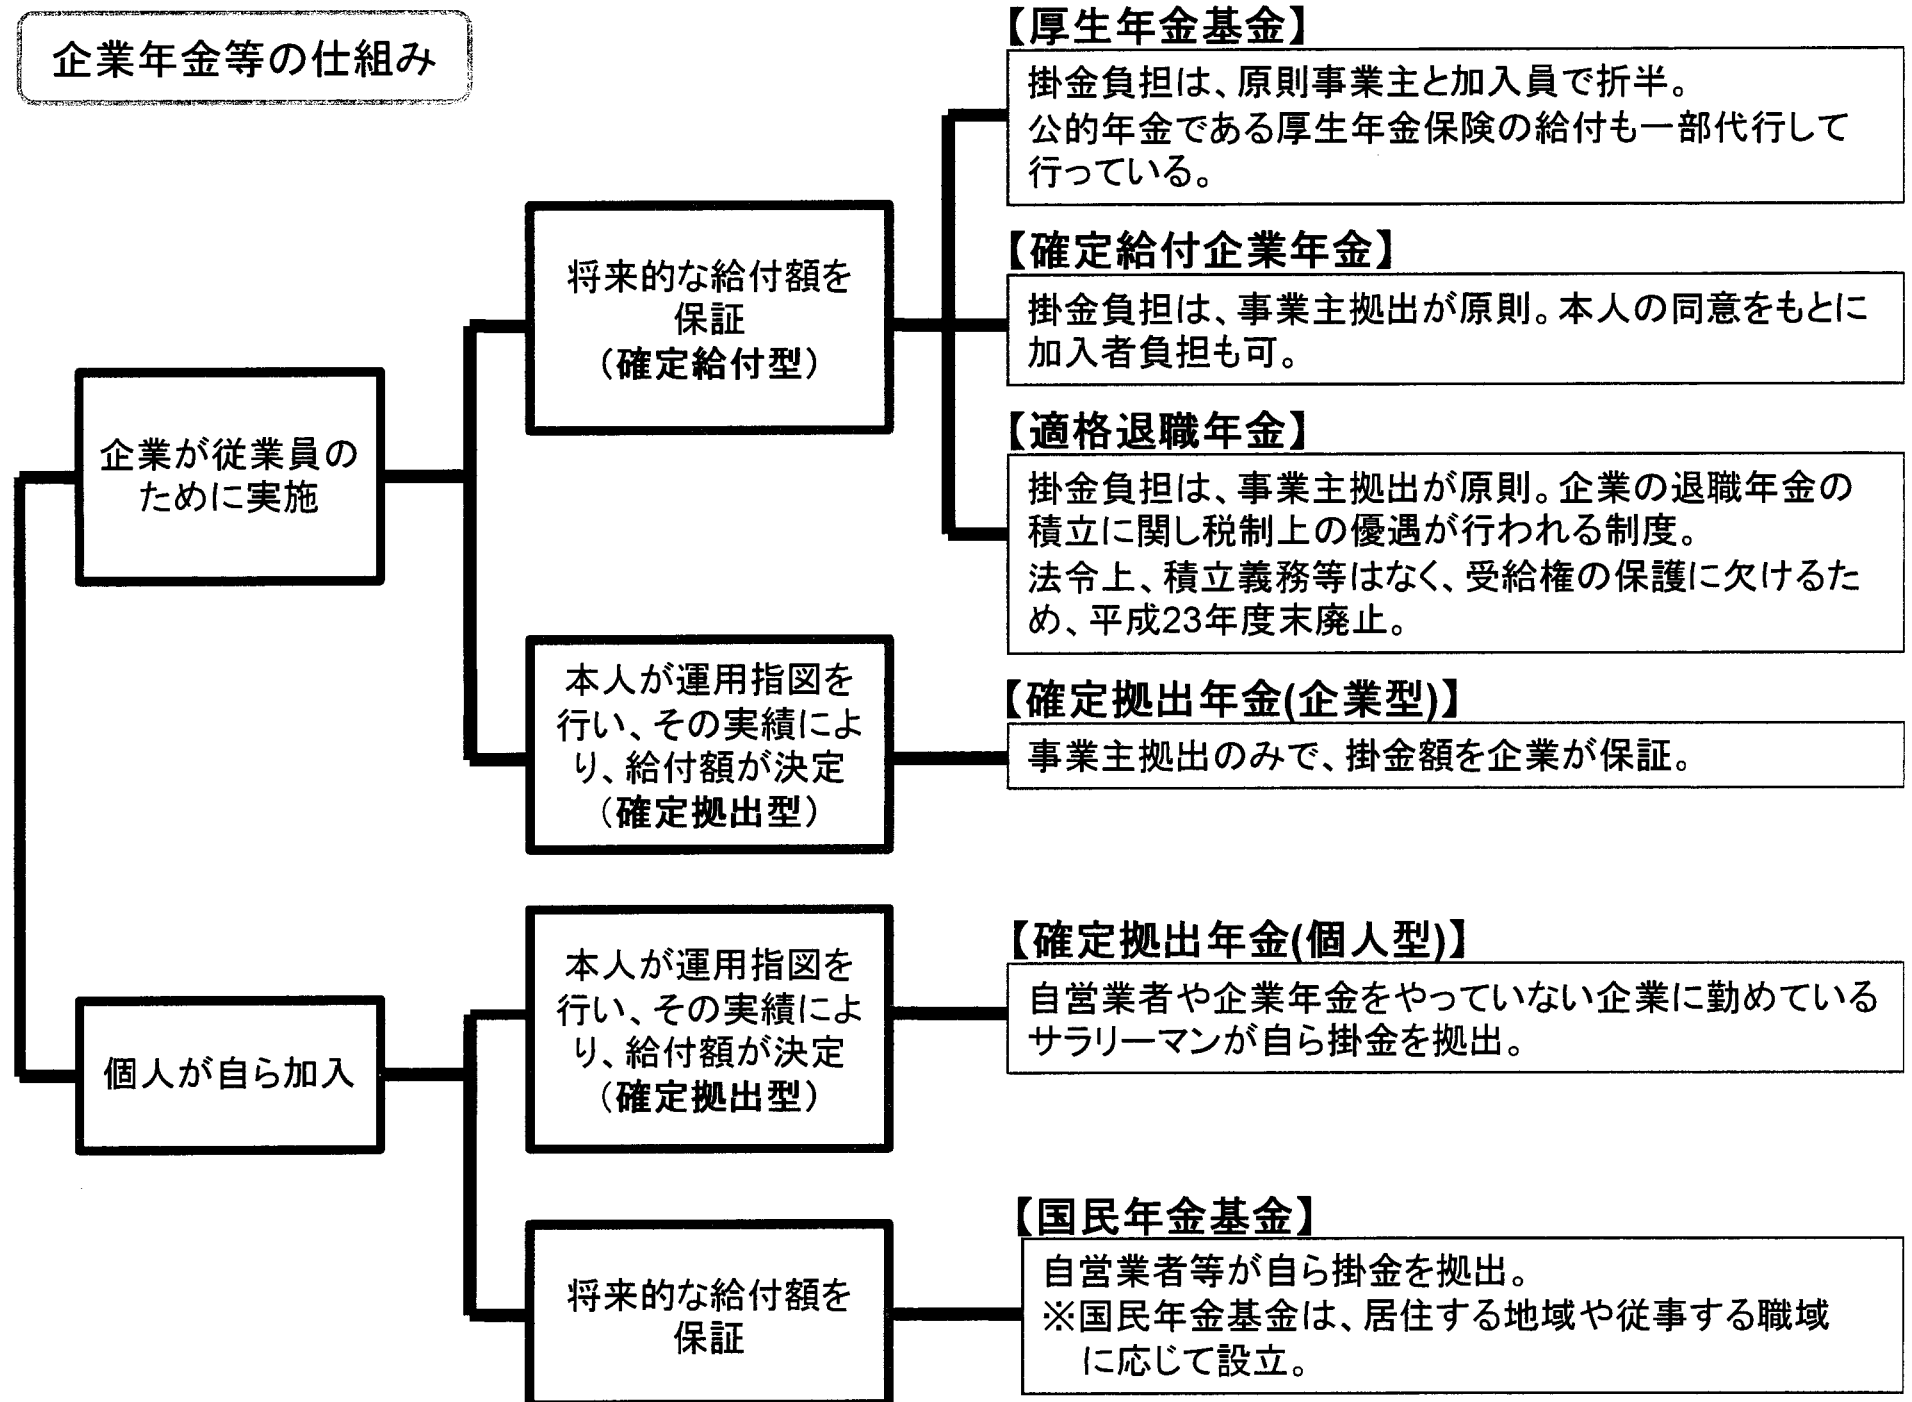 企業年金等の仕組み
【厚生年金基金】
掛金負担は、原則事業主と加入員で折半。
公的年金である厚生年金保険の給付も一部代行して
行っている。
将来的な給付額を
保証
（確定給付型）
【確定給付企業年金】
掛金負担は、事業主拠出が原則。本人の同意をもとに
加入者負担も可。
企業が従業員の
ために実施
【適格退職年金】
掛金負担は、事業主拠出が原則。企業の退職年金の
積立に関し税制上の優遇が行われる制度。
法令上、積立義務等はなく、受給権の保護に欠けるた
め、平成23年度末廃止。
本人が運用指図を
行い、その実績によ
り、給付額が決定
（確定拠出型）
【確定拠出年金(企業型)】
事業主拠出のみで、掛金額を企業が保証。
個人が自ら加入
本人が運用指図を
行い、その実績によ
り、給付額が決定
（確定拠出型）
【確定拠出年金(個人型)】
自営業者や企業年金をやっていない企業に勤めている
サラリーマンが自ら掛金を拠出。
将来的な給付額を
保証
【国民年金基金】
自営業者等が自ら掛金を拠出。
※国民年金基金は、居住する地域や従事する職域
に応じて設立。